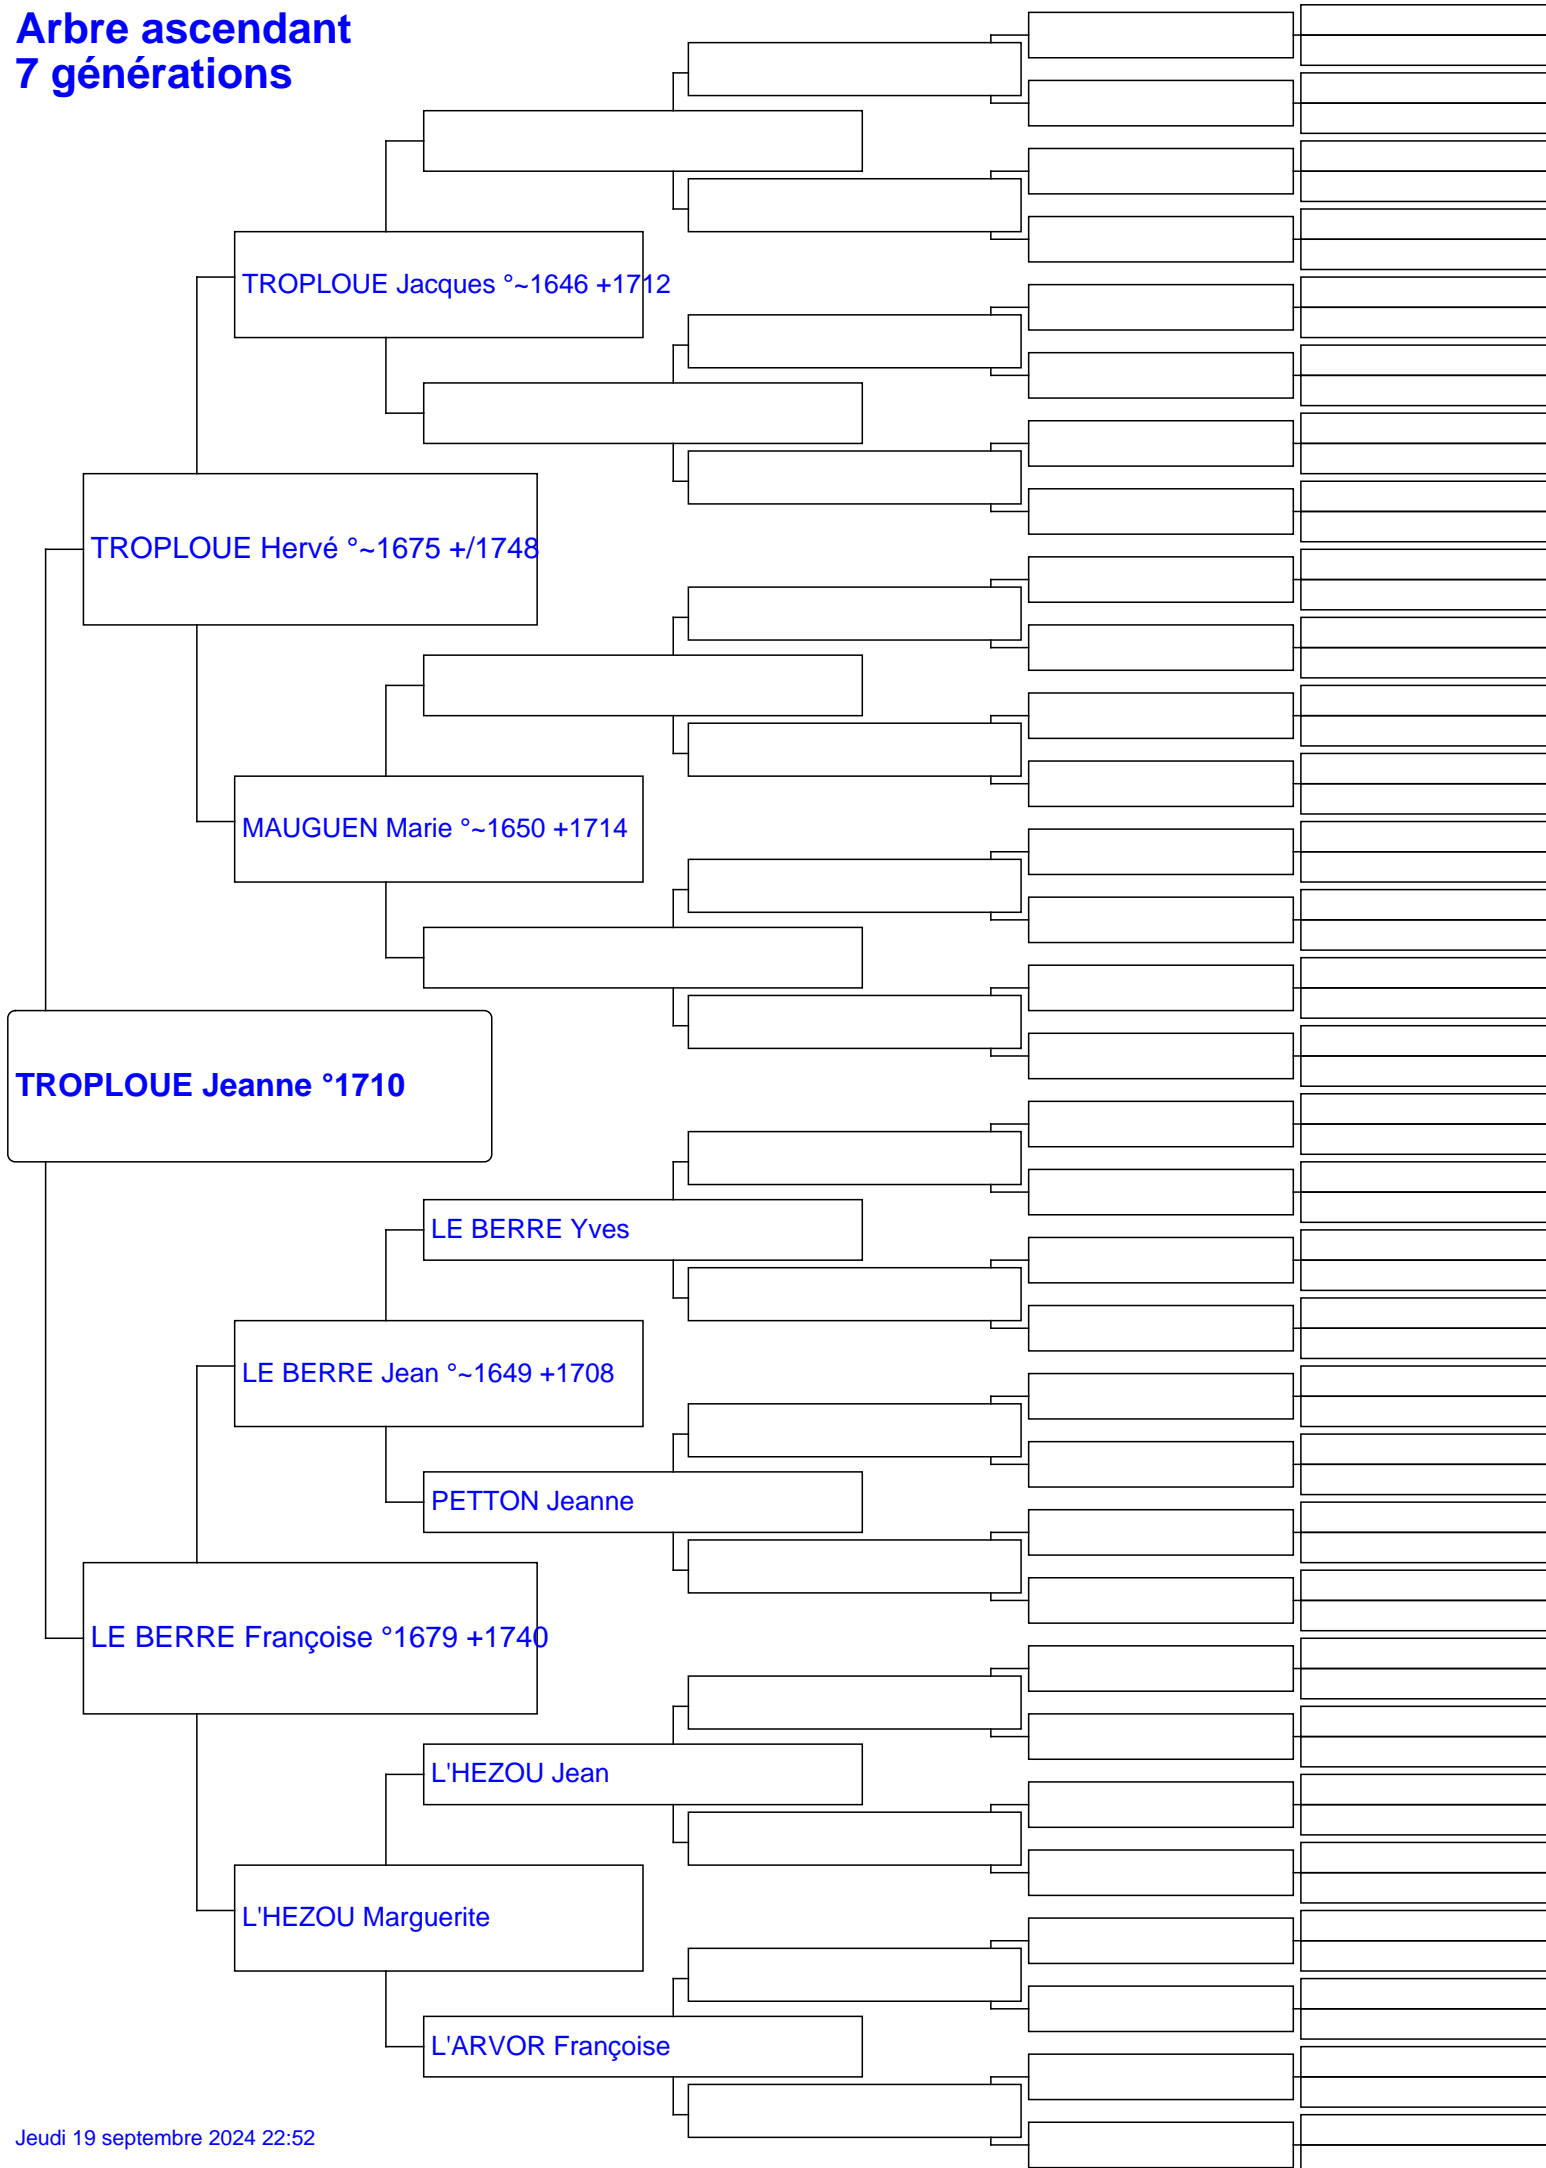 Arbre ascendant
7 générations
TROPLOUE Jacques °~1646 +1712
TROPLOUE Hervé °~1675 +/1748
MAUGUEN Marie °~1650 +1714
TROPLOUE Jeanne °1710
LE BERRE Yves
LE BERRE Jean °~1649 +1708
PETTON Jeanne
LE BERRE Françoise °1679 +1740
L'HEZOU Jean
L'HEZOU Marguerite
L'ARVOR Françoise
Jeudi 19 septembre 2024 22:52